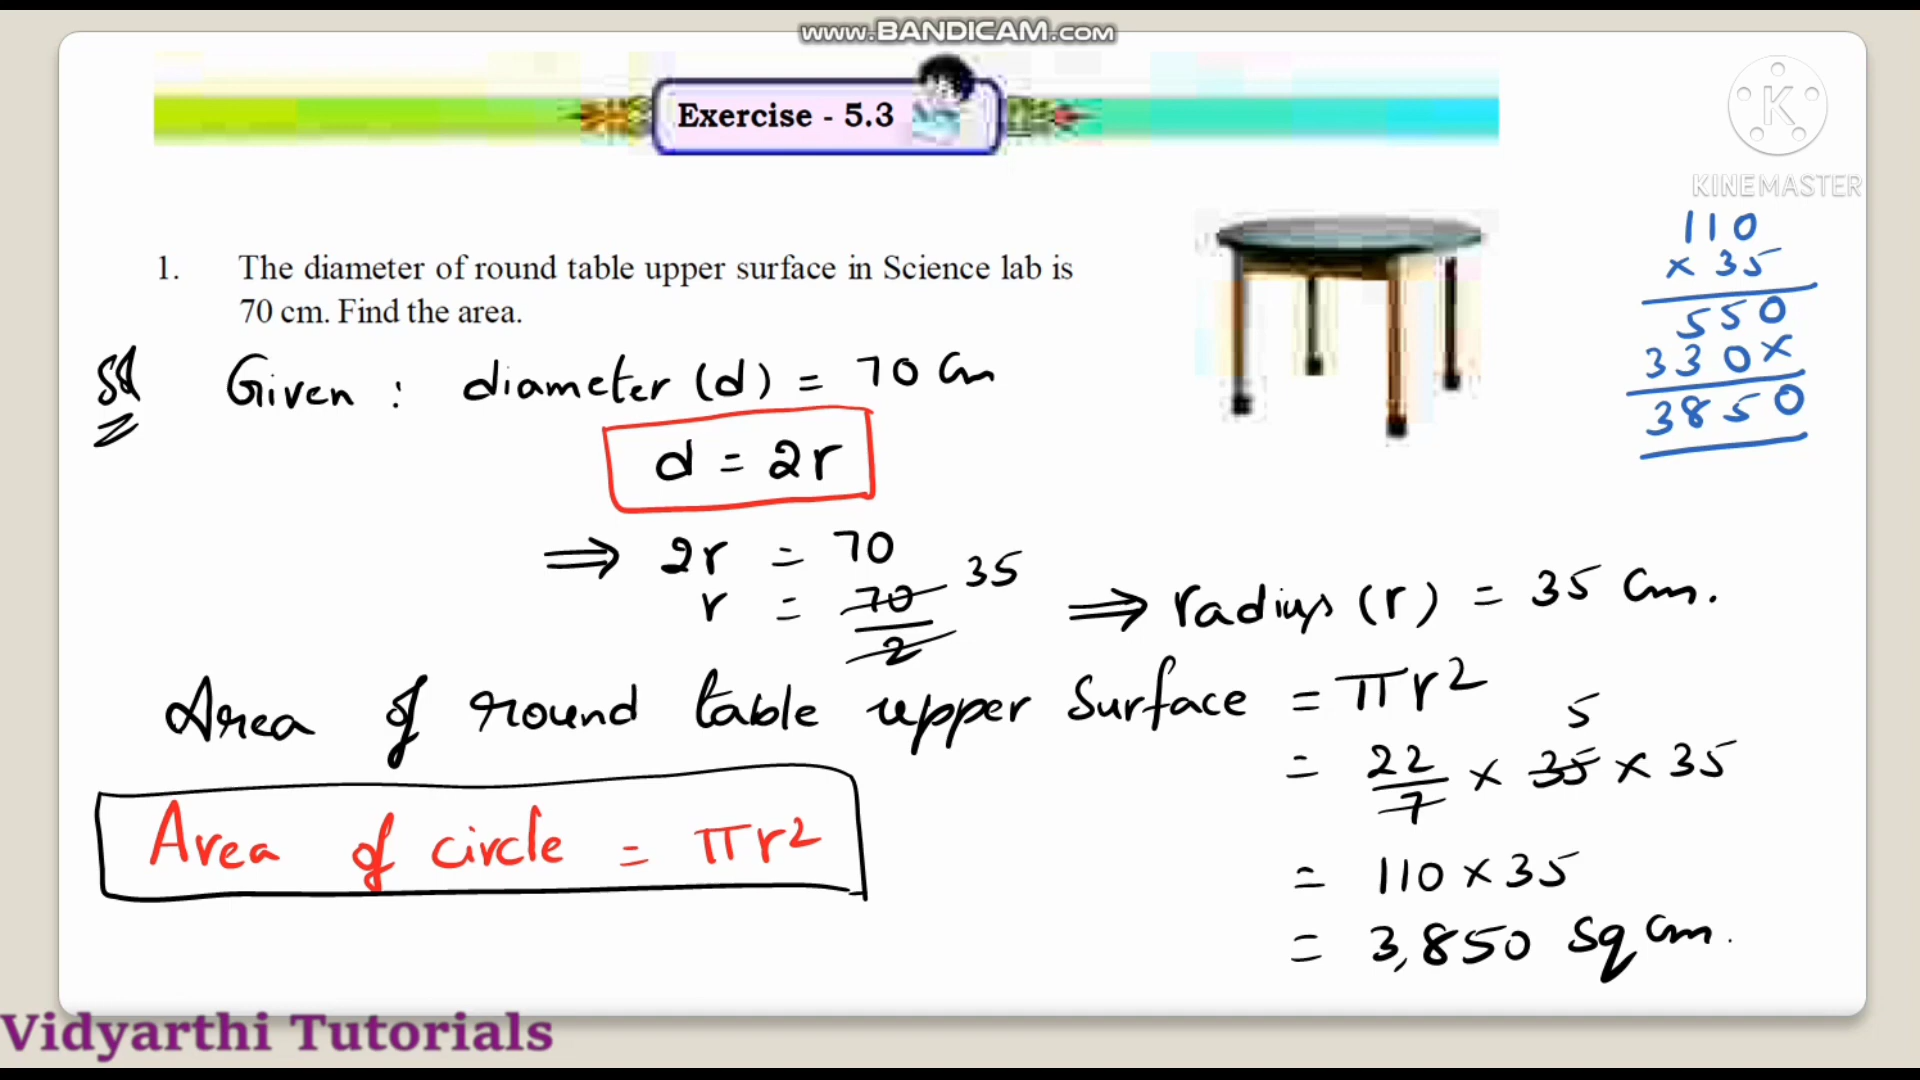 www.BANDICAM.com
Exercise - 5.3
KINEMASTER
1. The diameter of round table upper surface in Science lab is
70 cm. Find the area.
110
× 35
550
330×
3850
Sol
Given : diameter (d) = 70 cm
d = 2r
⇒ 2r = 70
r = 70/2 35 ⇒ radius (r) = 35 cm.
Area of round table upper surface = πr²
5
= 22/7 × 35 × 35
Area of circle = πr²
= 110 × 35
= 3,850 sq cm.
Vidyarthi Tutorials